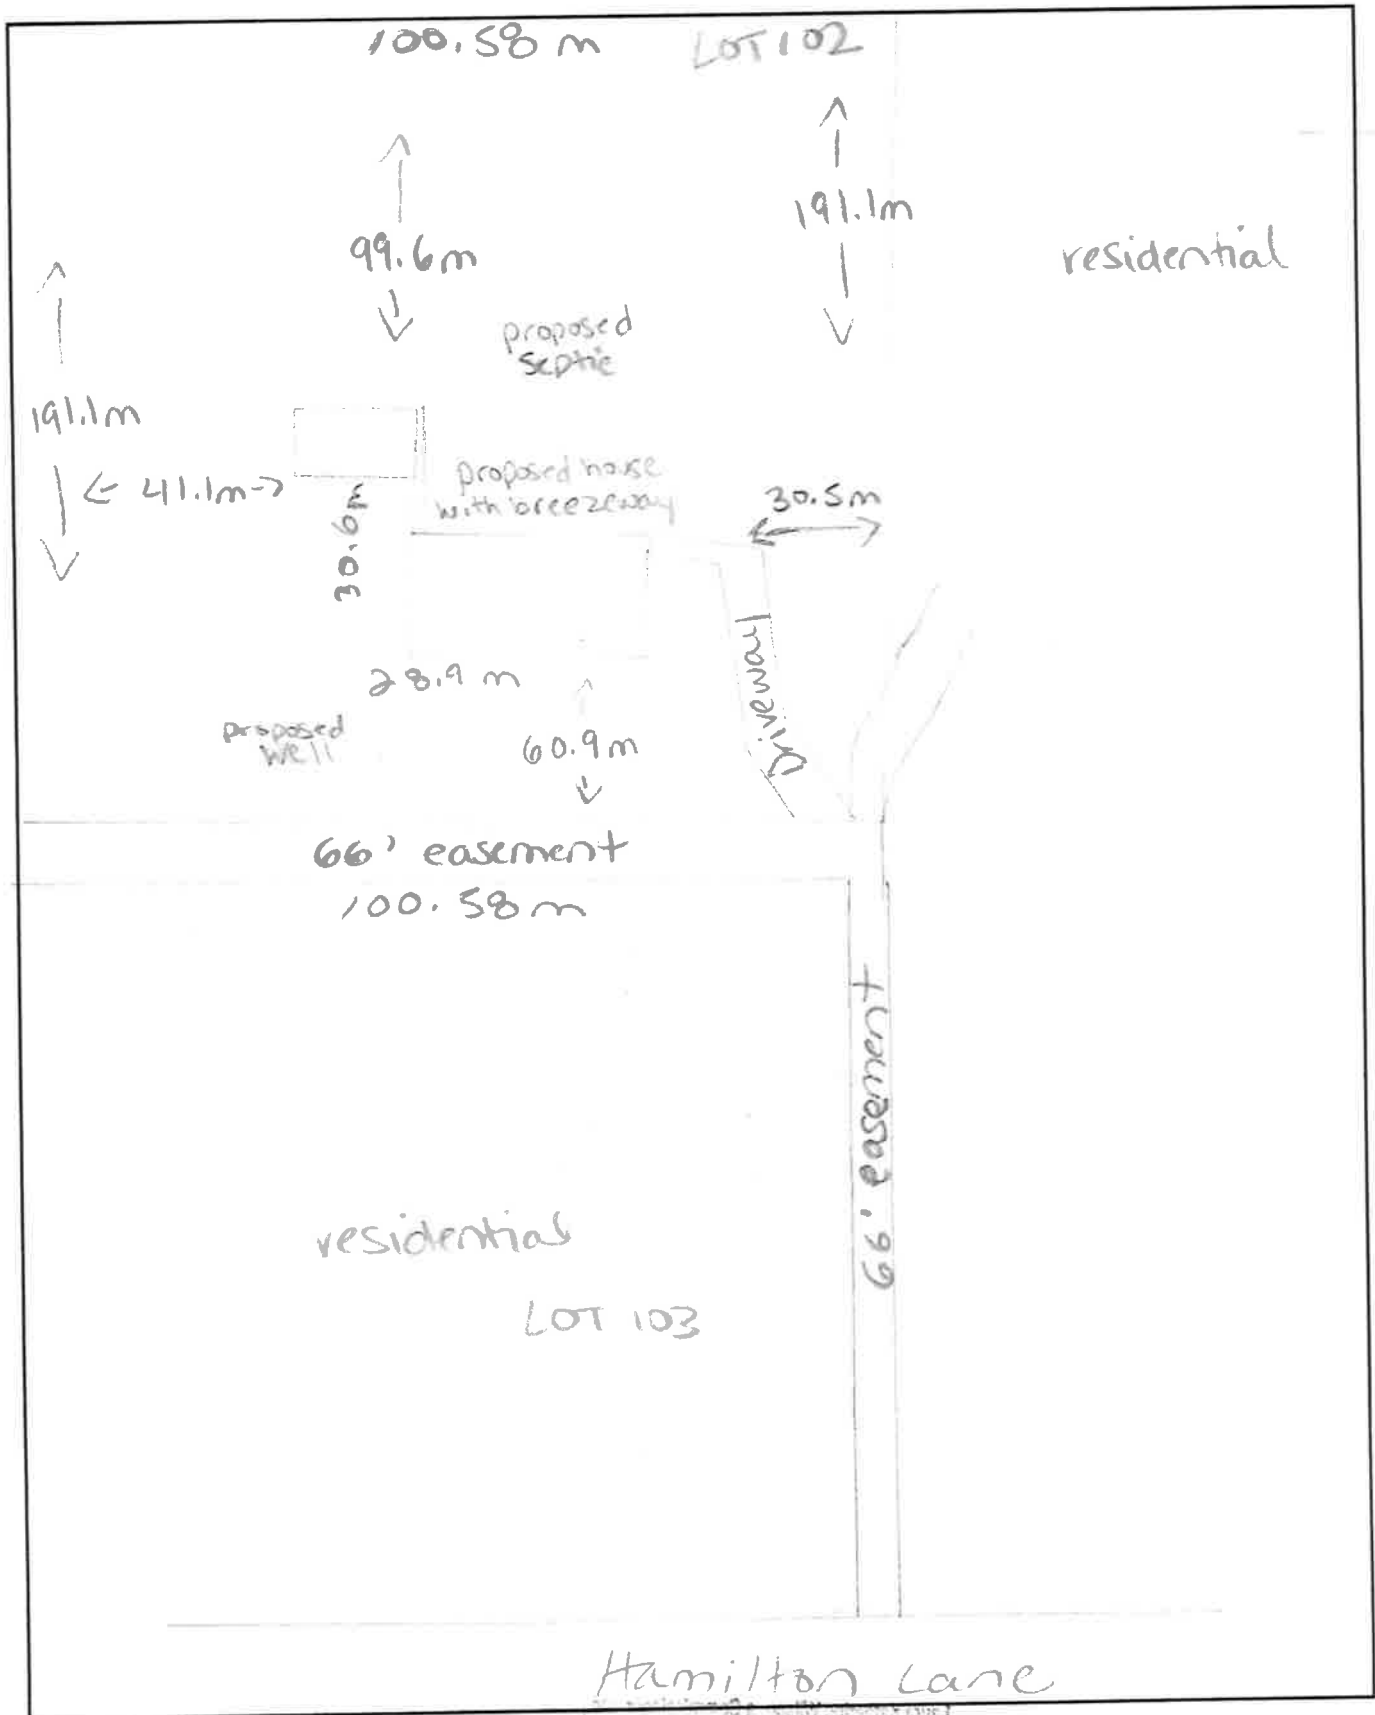 100.58 m LOT 102
191.1m
99.6m
residential
proposed
septic
191.1m
← 41.1m →
proposed house
with breezeway
30.5m
30.6m
Driveway
28.9 m
proposed
well
60.9m
66' easement
100.58m
66' easement
residential
LOT 103
Hamilton Lane